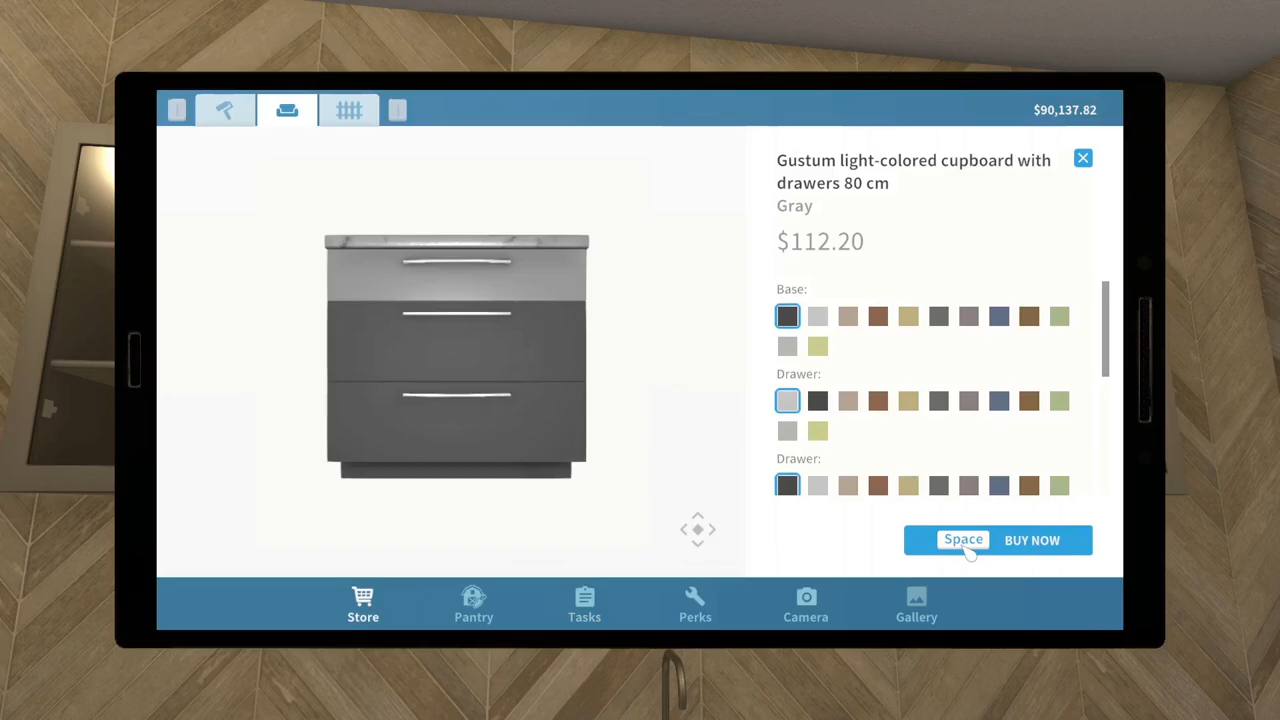 $90,137.82
Gustum light-colored cupboard with
drawers 80 cm
Gray
$112.20
Base:
Drawer:
Drawer:
Space BUY NOW
Store Pantry Tasks Perks Camera Gallery